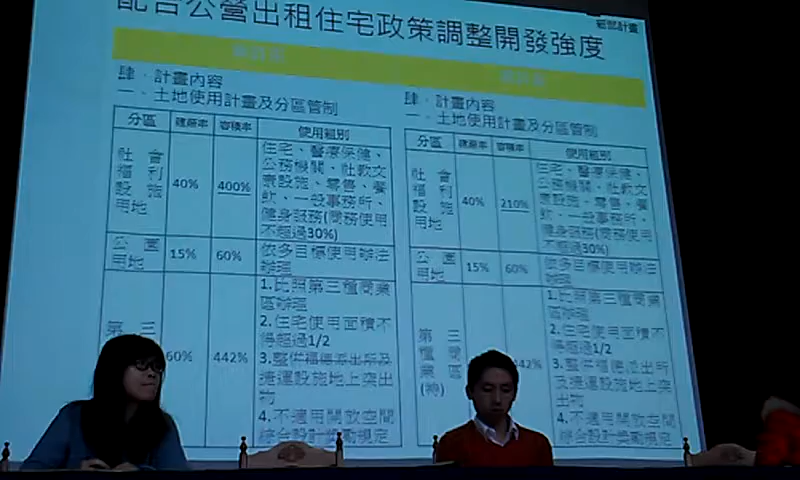 配合公營出租住宅政策調整開發強度
細部計畫
肆、計畫內容
一、土地使用計畫及分區管制
分區 建蔽率 容積率 使用組別
社會福利設施用地 40% 400%
住宅、醫療保健、
公務機關、社教文
康設施、零售、餐
飲、一般事務所、
健身服務(商務使用
不超過30%)
公園用地 15% 60%
依多目標使用辦法
辦理
第三 60% 442%
1.比照第三種商業
區辦理
2.住宅使用面積不
得超過1/2
3.整併福德派出所及
捷運設施地上突出
物
4.不適用開放空間
綜合設計獎勵規定
肆、計畫內容
一、土地使用計畫及分區管制
分區 建蔽率 容積率 使用組別
社會福利設施用地 40% 210%
住宅、醫療保健、
公務機關、社教文
康設施、零售、餐
飲、一般事務所、
健身服務(商務使用
不超過30%)
公園用地 15% 60%
依多目標使用辦法
辦理
第三種商業區(特) 442%
1.比照第三種商業
區辦理
2.住宅使用面積不
得超過1/2
3.整併福德派出所
及捷運設施地上突
出物
4.不適用開放空間
綜合設計獎勵規定